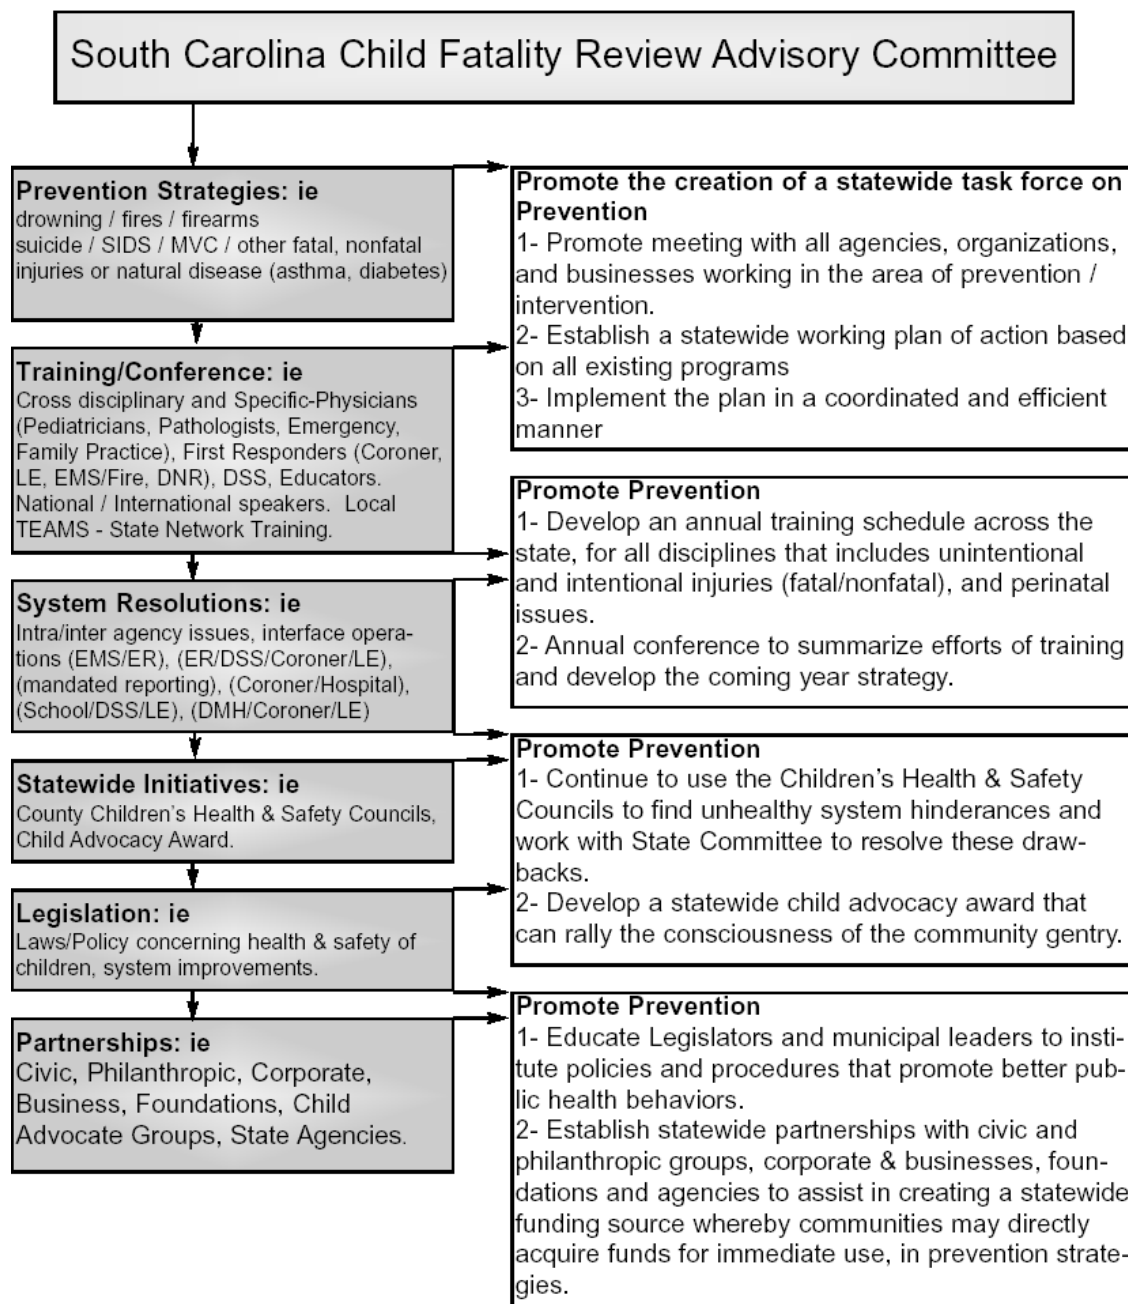 South Carolina Child Fatality Review Advisory Committee
Prevention Strategies: ie
drowning / fires / firearms
suicide / SIDS / MVC / other fatal, nonfatal
injuries or natural disease (asthma, diabetes)
Training/Conference: ie
Cross disciplinary and Specific-Physicians
(Pediatricians, Pathologists, Emergency,
Family Practice), First Responders (Coroner,
LE, EMS/Fire, DNR), DSS, Educators.
National / International speakers.  Local
TEAMS - State Network Training.
System Resolutions: ie
Intra/inter agency issues, interface opera-
tions (EMS/ER), (ER/DSS/Coroner/LE),
(mandated reporting), (Coroner/Hospital),
(School/DSS/LE), (DMH/Coroner/LE)
Statewide Initiatives: ie
County Children's Health & Safety Councils,
Child Advocacy Award.
Legislation: ie
Laws/Policy concerning health & safety of
children, system improvements.
Partnerships: ie
Civic, Philanthropic, Corporate,
Business, Foundations, Child
Advocate Groups, State Agencies.
Promote the creation of a statewide task force on
Prevention
1- Promote meeting with all agencies, organizations,
and businesses working in the area of prevention /
intervention.
2- Establish a statewide working plan of action based
on all existing programs
3- Implement the plan in a coordinated and efficient
manner
Promote Prevention
1- Develop an annual training schedule across the
state, for all disciplines that includes unintentional
and intentional injuries (fatal/nonfatal), and perinatal
issues.
2- Annual conference to summarize efforts of training
and develop the coming year strategy.
Promote Prevention
1- Continue to use the Children's Health & Safety
Councils to find unhealthy system hinderances and
work with State Committee to resolve these draw-
backs.
2- Develop a statewide child advocacy award that
can rally the consciousness of the community gentry.
Promote Prevention
1- Educate Legislators and municipal leaders to insti-
tute policies and procedures that promote better pub-
lic health behaviors.
2- Establish statewide partnerships with civic and
philanthropic groups, corporate & businesses, foun-
dations and agencies to assist in creating a statewide
funding source whereby communities may directly
acquire funds for immediate use, in prevention strate-
gies.